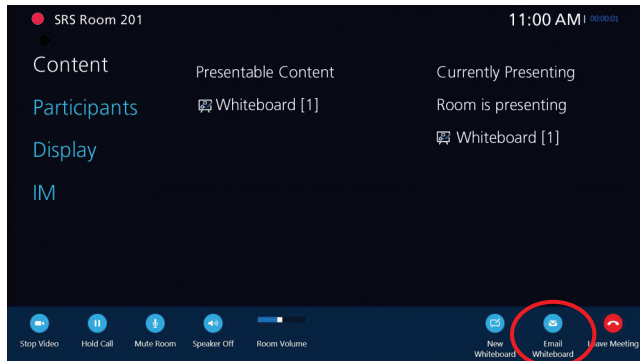 SRS Room 201
11:00 AM 00:00:01
Content
Participants
Display
IM
Presentable Content
Whiteboard [1]
Currently Presenting
Room is presenting
Whiteboard [1]
Stop Video
Hold Call
Mute Room
Speaker Off
Room Volume
New
Whiteboard
Email
Whiteboard
Leave Meeting